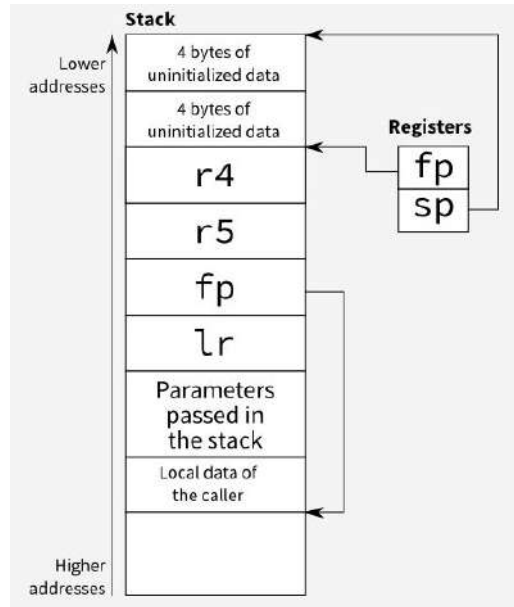 Stack
Lower
addresses
4 bytes of
uninitialized data
4 bytes of
uninitialized data
Registers
fp
sp
r4
r5
fp
lr
Parameters
passed in
the stack
Local data of
the caller
Higher
addresses